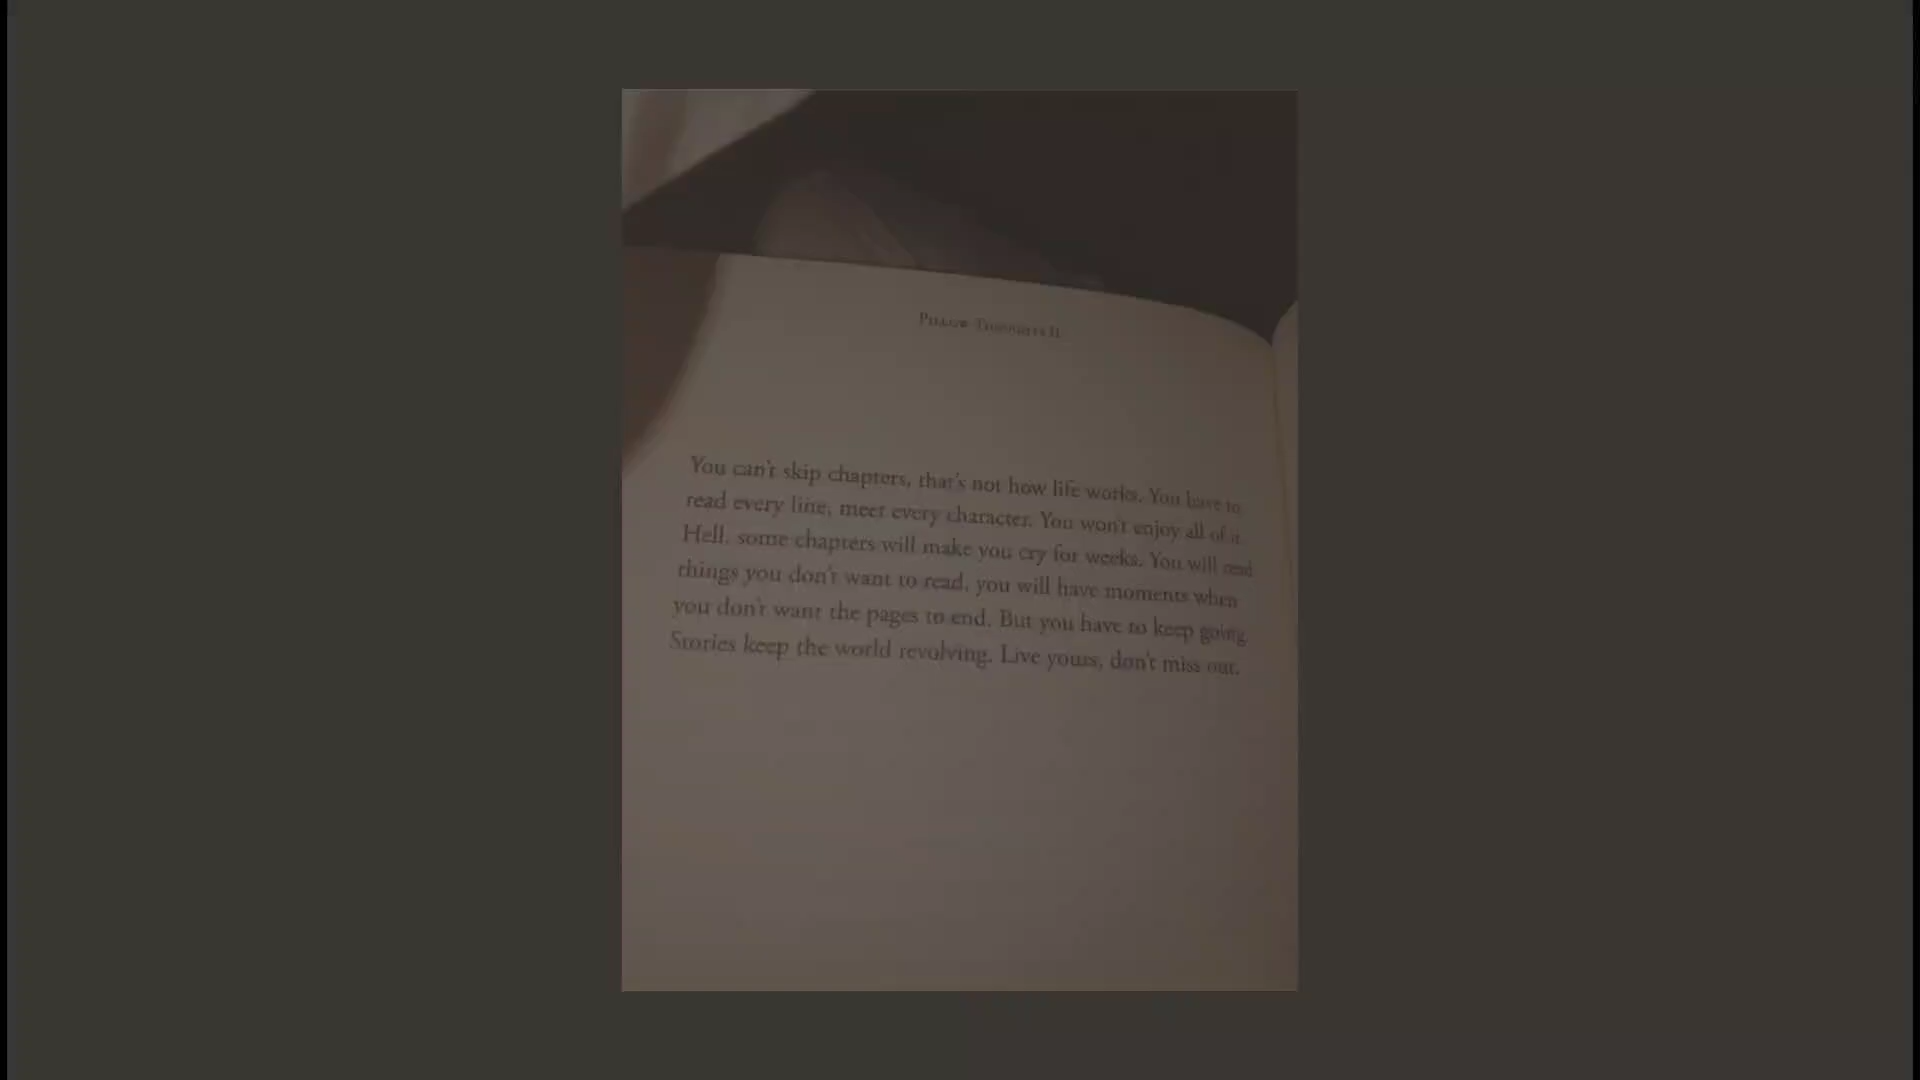 Pillow Thoughts II
You can't skip chapters, that's not how life works. You have to
read every line, meet every character. You won't enjoy all of it.
Hell, some chapters will make you cry for weeks. You will read
things you don't want to read, you will have moments when
you don't want the pages to end. But you have to keep going.
Stories keep the world revolving. Live yours, don't miss out.